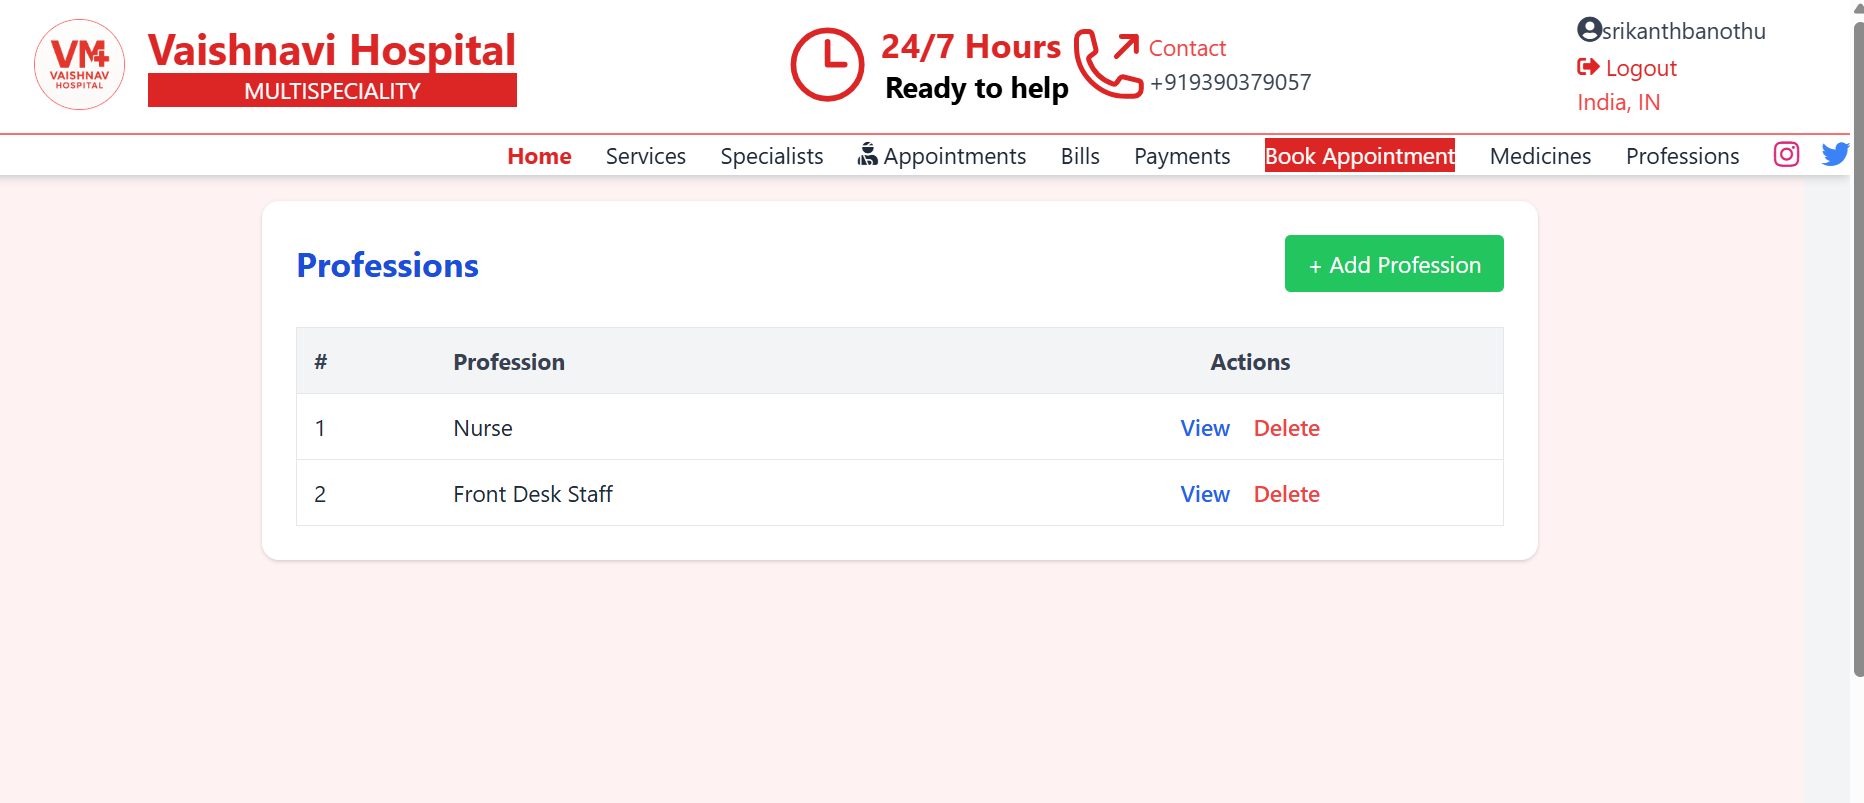 VM+
VAISHNAV
HOSPITAL
Vaishnavi Hospital
MULTISPECIALITY
24/7 Hours
Ready to help
Contact
+919390379057
srikanthbanothu
Logout
India, IN
Home Services Specialists Appointments Bills Payments Book Appointment Medicines Professions
Professions
+ Add Profession
# Profession Actions
1 Nurse View Delete
2 Front Desk Staff View Delete